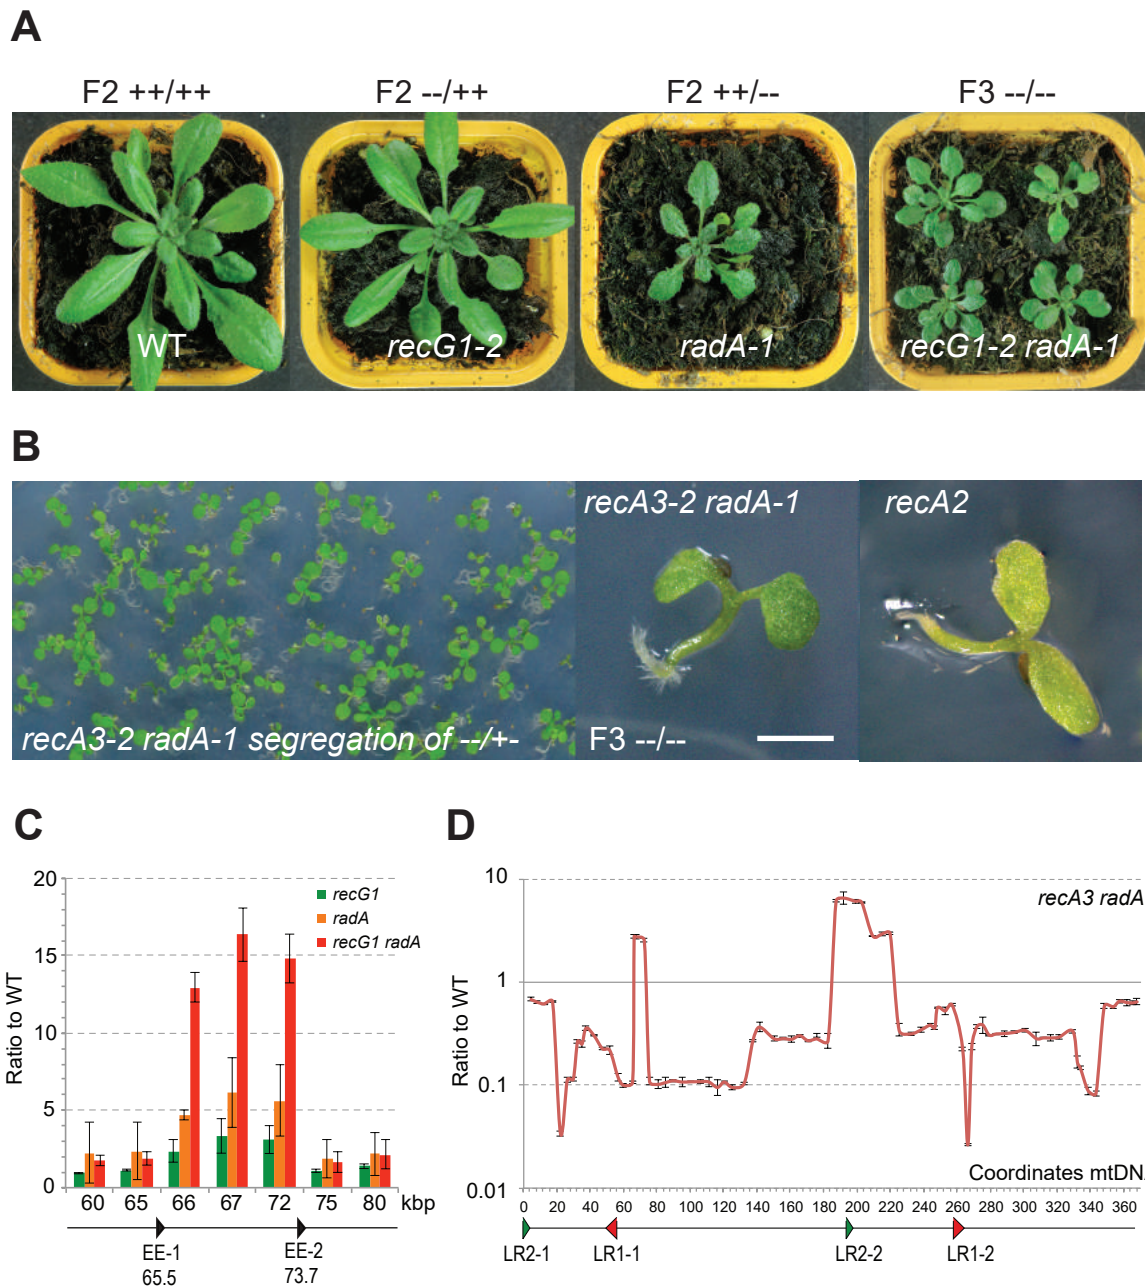 A
F2 ++/++
F2 --/++
F2 ++/--
F3 --/--
WT
recG1-2
radA-1
recG1-2 radA-1
B
recA3-2 radA-1
recA2
recA3-2 radA-1 segregation of --/+-
F3 --/--
C
Ratio to WT
20
15
10
5
0
recG1
radA
recG1 radA
60 65 66 67 72 75 80 kbp
EE-1
65.5
EE-2
73.7
D
Ratio to WT
10
1
0.1
0.01
recA3 radA
Coordinates mtDN
0 20 40 60 80 100 120 140 160 180 200 220 240 260 280 300 320 340 360
LR2-1 LR1-1 LR2-2 LR1-2